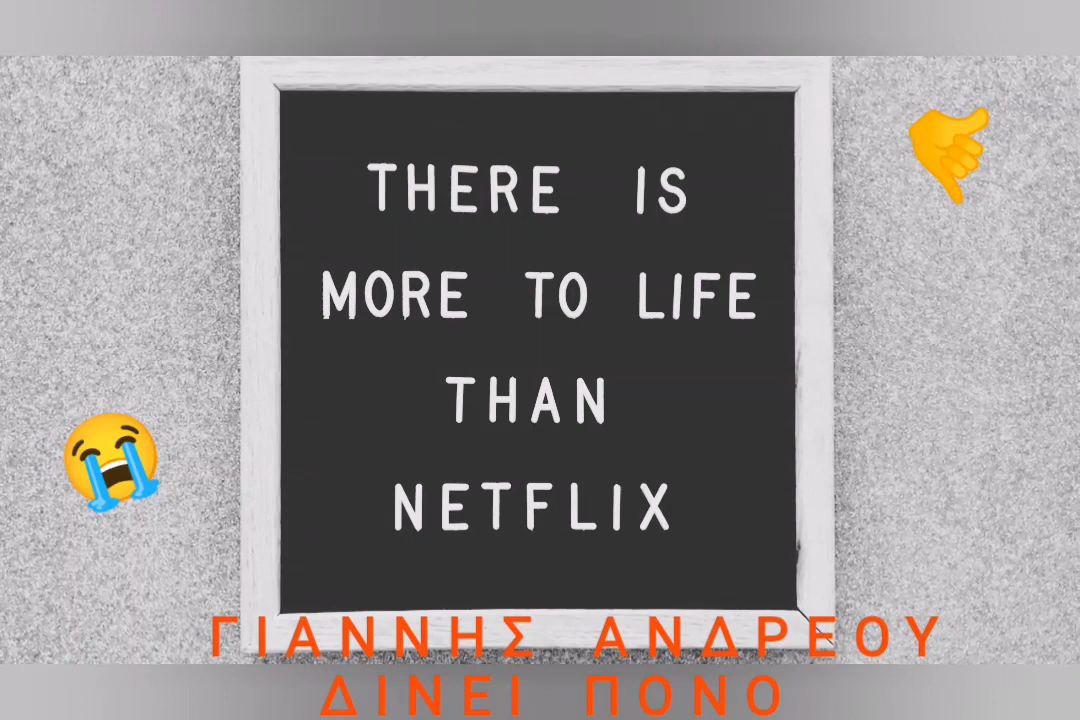 THERE IS
MORE TO LIFE
THAN
NETFLIX
ΓΙΑΝΝΗΣ ΑΝΔΡΕΟΥ
ΔΙΝΕΙ ΠΟΝΟ